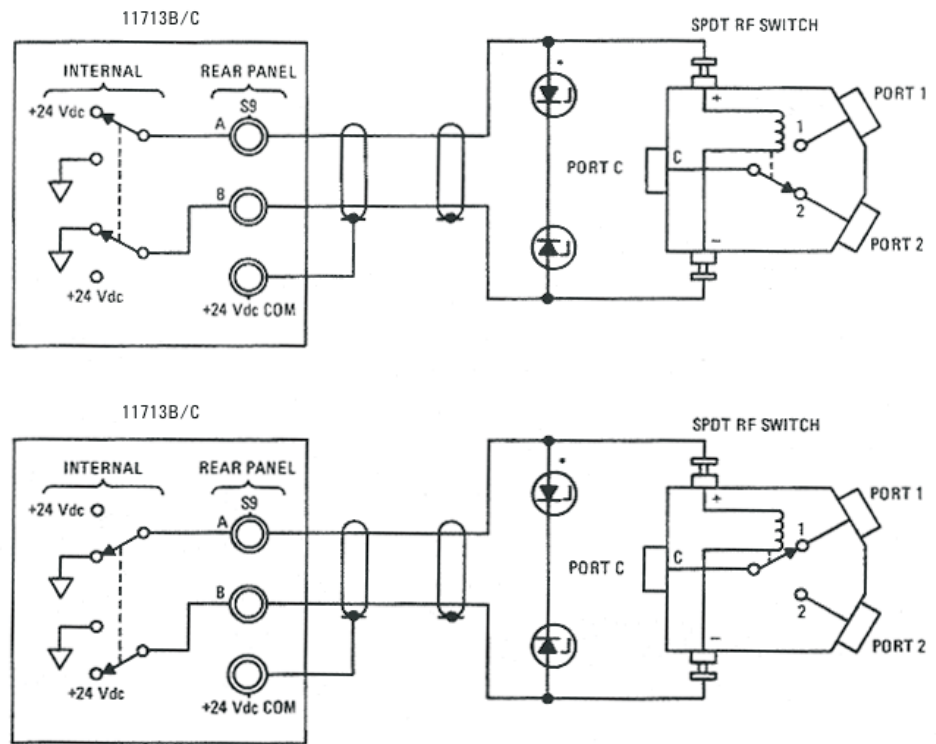 11713B/C
SPDT RF SWITCH
INTERNAL
REAR PANEL
+24 Vdc
S9
A
*
+
PORT 1
1
PORT C
C
B
2
-
PORT 2
+24 Vdc
+24 Vdc COM
11713B/C
SPDT RF SWITCH
INTERNAL
REAR PANEL
+24 Vdc
S9
A
*
+
PORT 1
1
PORT C
C
B
2
-
PORT 2
+24 Vdc
+24 Vdc COM